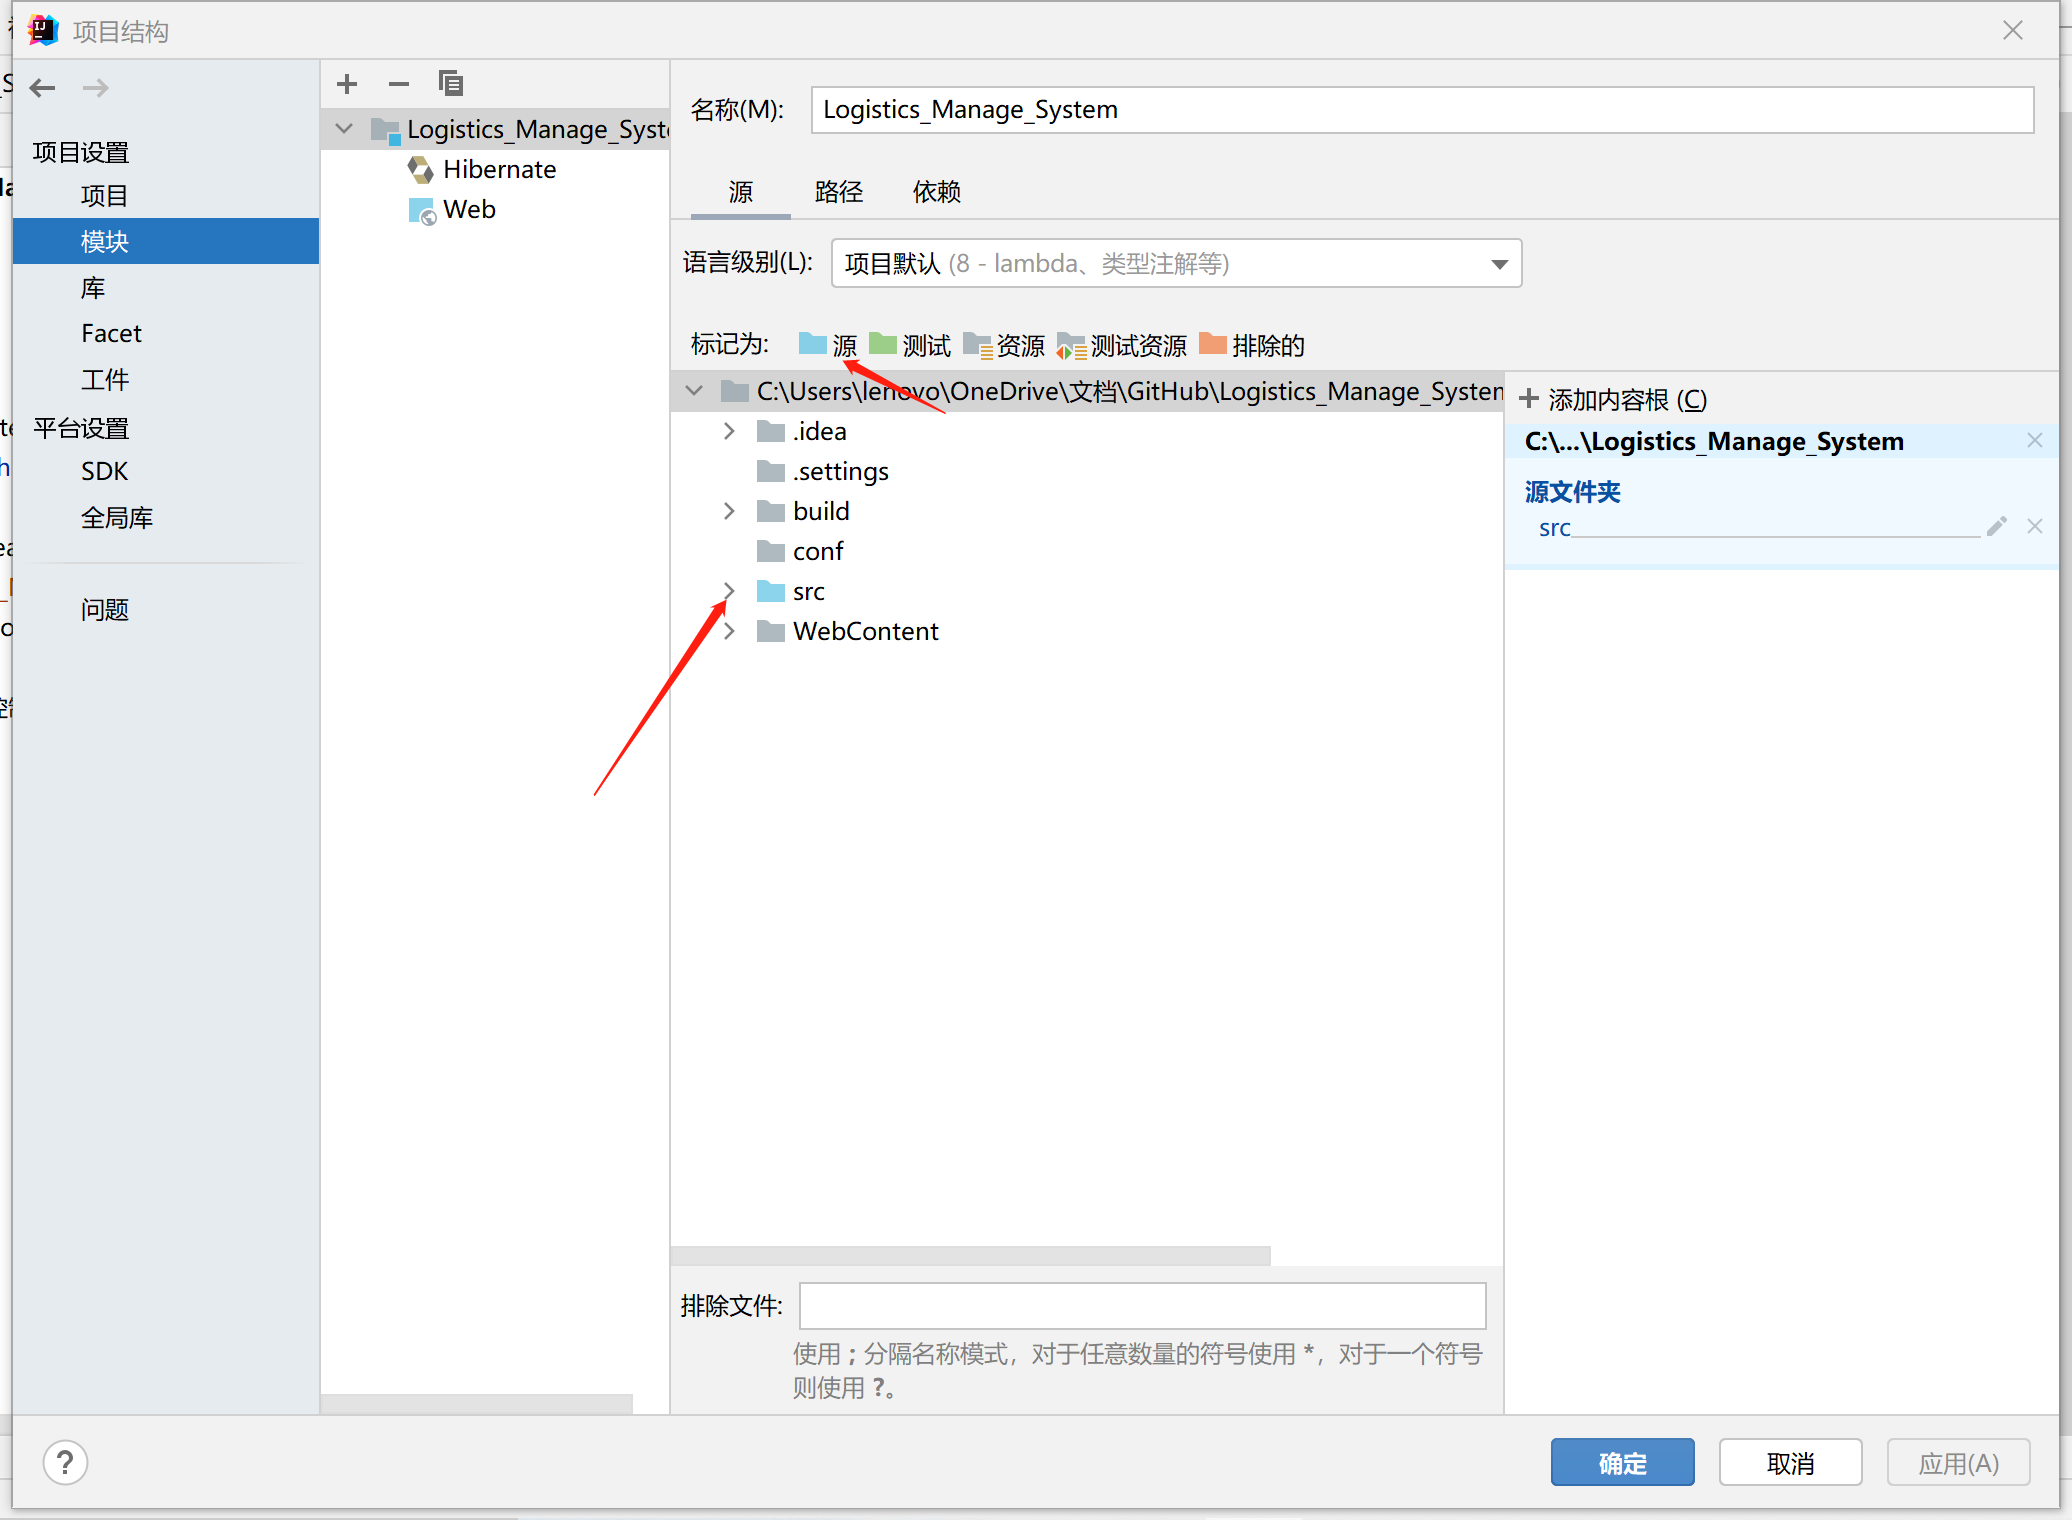 项目结构
项目设置
项目
模块
库
Facet
工件
平台设置
SDK
全局库
问题
Logistics_Manage_Syst
Hibernate
Web
名称(M): Logistics_Manage_System
源 路径 依赖
语言级别(L): 项目默认 (8 - lambda、类型注解等)
标记为: 源 测试 资源 测试资源 排除的
C:\Users\lenovo\OneDrive\文档\GitHub\Logistics_Manage_System
.idea
.settings
build
conf
src
WebContent
添加内容根 (C)
C:\...\Logistics_Manage_System
源文件夹
src
排除文件:
使用 ; 分隔名称模式，对于任意数量的符号使用 *，对于一个符号
则使用 ?。
?
确定 取消 应用(A)